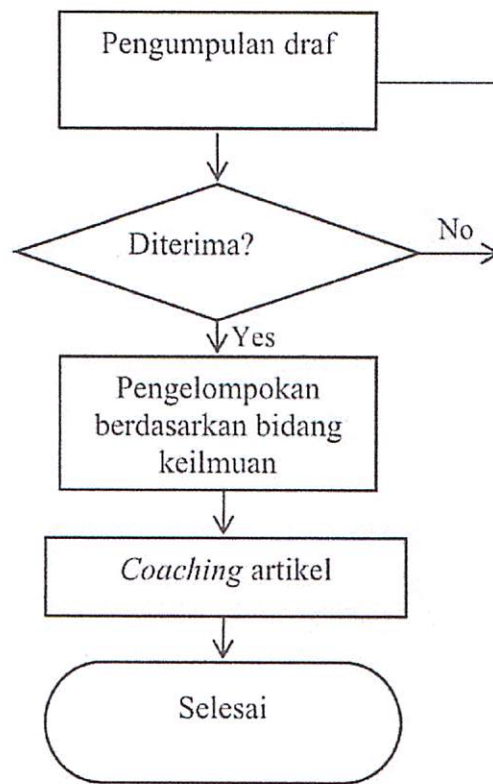 Pengumpulan draf
Diterima?
No
Yes
Pengelompokan
berdasarkan bidang
keilmuan
Coaching artikel
Selesai